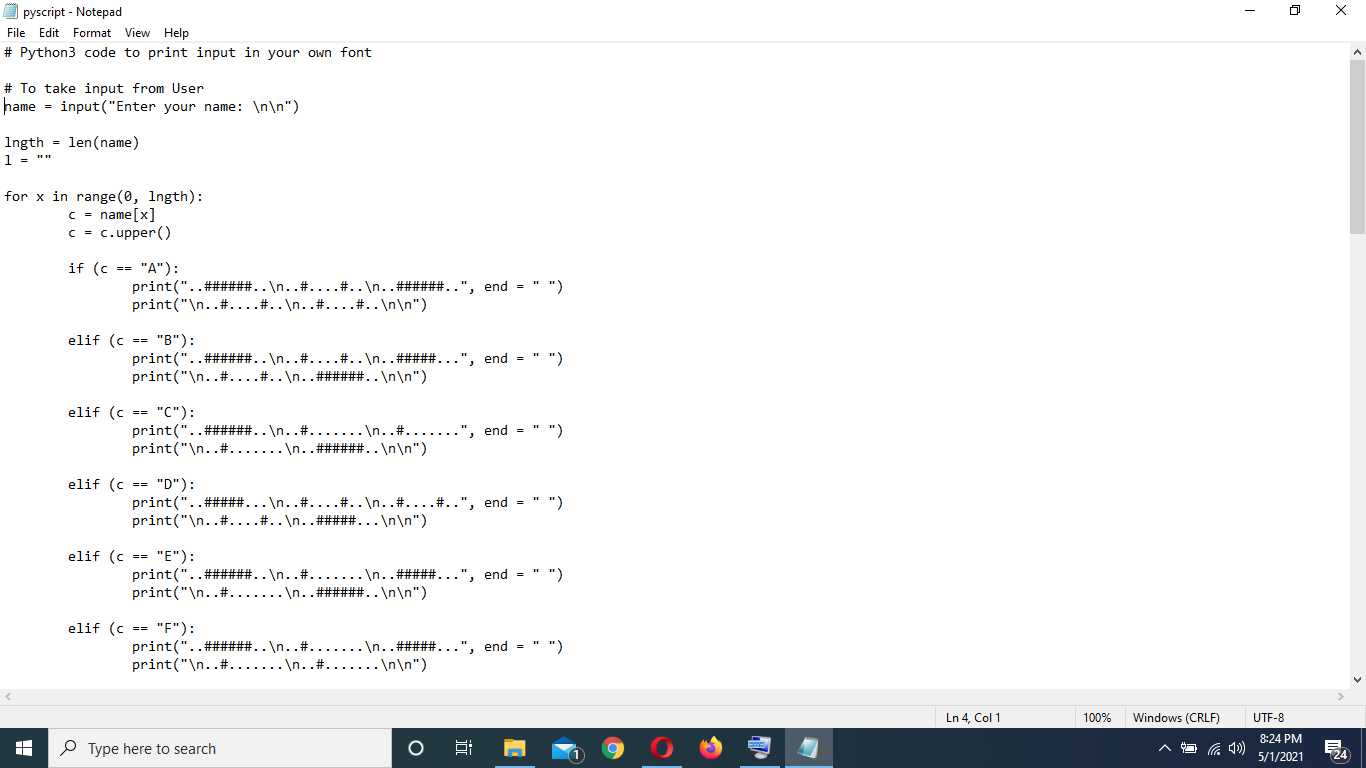 pyscript - Notepad
File Edit Format View Help
# Python3 code to print input in your own font

# To take input from User
name = input("Enter your name: \n\n")

lngth = len(name)
l = ""

for x in range(0, lngth):
        c = name[x]
        c = c.upper()

        if (c == "A"):
                print("..######..\n..#....#..\n..######..", end = " ")
                print("\n..#....#..\n..#....#..\n\n")

        elif (c == "B"):
                print("..######..\n..#....#..\n..#####...", end = " ")
                print("\n..#....#..\n..######..\n\n")

        elif (c == "C"):
                print("..######..\n..#.......\n..#.......", end = " ")
                print("\n..#.......\n..######..\n\n")

        elif (c == "D"):
                print("..#####...\n..#....#..\n..#....#..", end = " ")
                print("\n..#....#..\n..#####...\n\n")

        elif (c == "E"):
                print("..######..\n..#.......\n..#####...", end = " ")
                print("\n..#.......\n..######..\n\n")

        elif (c == "F"):
                print("..######..\n..#.......\n..#####...", end = " ")
                print("\n..#.......\n..#.......\n\n")
Ln 4, Col 1 100% Windows (CRLF) UTF-8
Type here to search 1 8:24 PM
5/1/2021 24